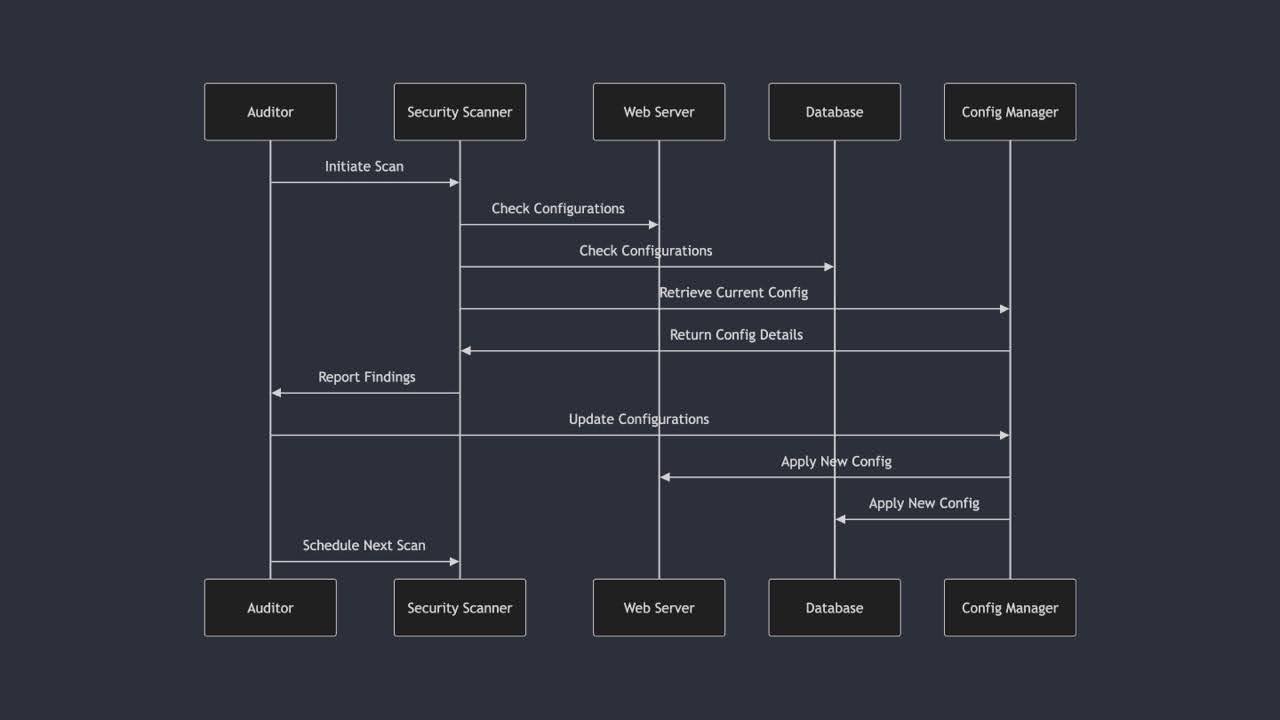 Auditor
Security Scanner
Web Server
Database
Config Manager
Initiate Scan
Check Configurations
Check Configurations
Retrieve Current Config
Return Config Details
Report Findings
Update Configurations
Apply New Config
Apply New Config
Schedule Next Scan
Auditor
Security Scanner
Web Server
Database
Config Manager